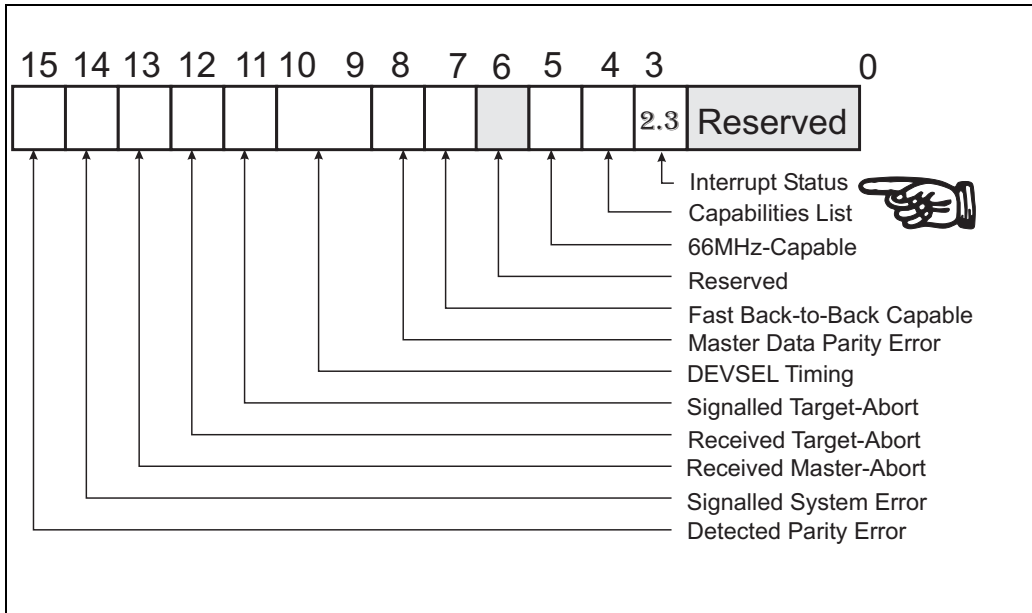 15 14 13 12 11 10 9 8 7 6 5 4 3 0
2.3 Reserved
Interrupt Status
Capabilities List
66MHz-Capable
Reserved
Fast Back-to-Back Capable
Master Data Parity Error
DEVSEL Timing
Signalled Target-Abort
Received Target-Abort
Received Master-Abort
Signalled System Error
Detected Parity Error